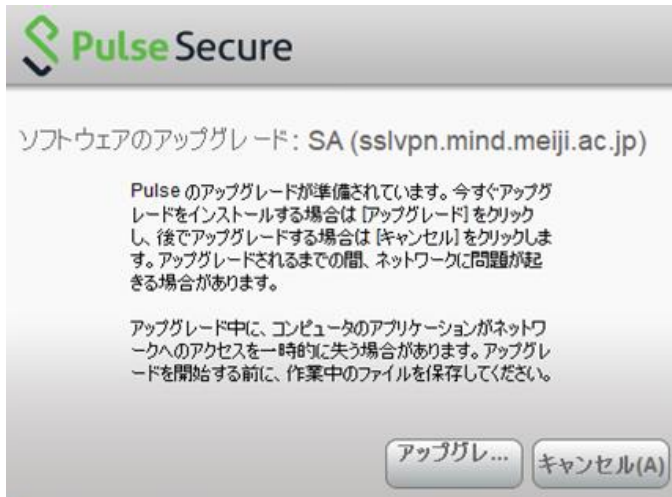 Pulse Secure
ソフトウェアのアップグレード: SA (sslvpn.mind.meiji.ac.jp)
Pulse のアップグレードが準備されています。今すぐアップグ
レードをインストールする場合は [アップグレード] をクリック
し、後でアップグレードする場合は [キャンセル] をクリックしま
す。アップグレードされるまでの間、ネットワークに問題が起
きる場合があります。
アップグレード中に、コンピュータのアプリケーションがネットワ
ークへのアクセスを一時的に失う場合があります。アップグレ
ードを開始する前に、作業中のファイルを保存してください。
アップグレ... キャンセル(A)